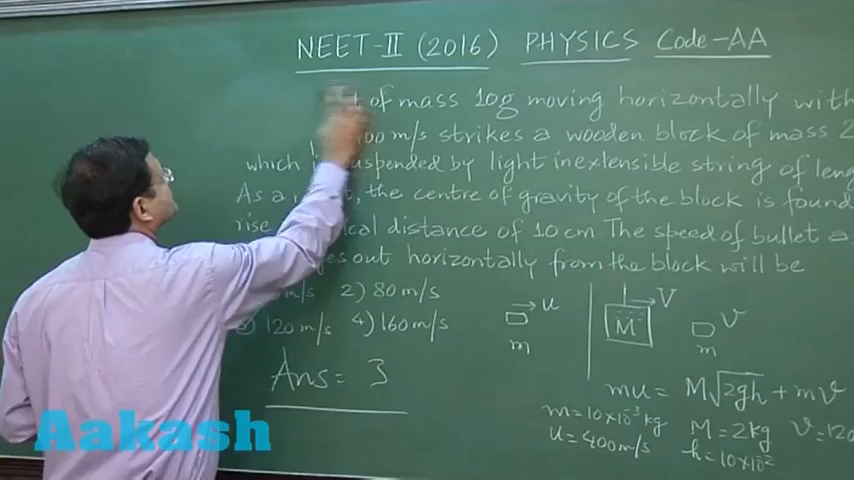 NEET-II (2016) PHYSICS Code-AA
of mass 10g moving horizontally with
m/s strikes a wooden block of mass 2
which suspended by light inextensible string of leng
As a the centre of gravity of the block is found
rise distance of 10 cm. The speed of bullet a
out horizontally from the block will be
m/s 2) 80 m/s
120 m/s 4) 160 m/s
u
m
V
M
v
m
Ans = 3
mu = M√2gh + mv
m = 10×10⁻³ kg M = 2kg v = 120
u = 400 m/s h = 10×10⁻²
Aakash